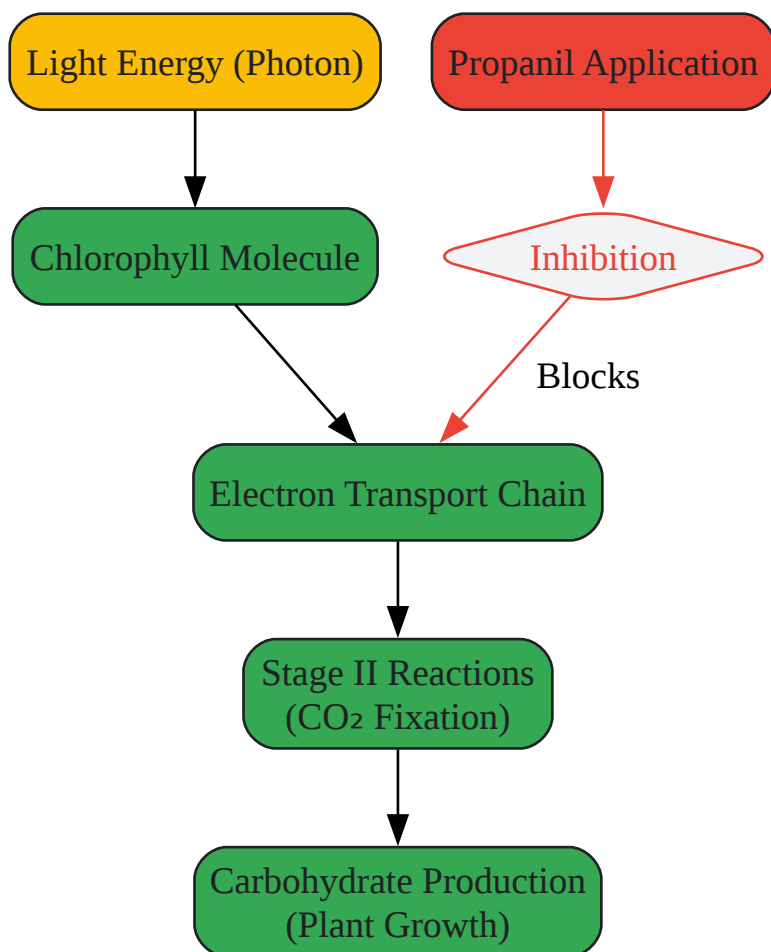 Light Energy (Photon)
Propanil Application
Chlorophyll Molecule
Inhibition
Blocks
Electron Transport Chain
Stage II Reactions
(CO₂ Fixation)
Carbohydrate Production
(Plant Growth)